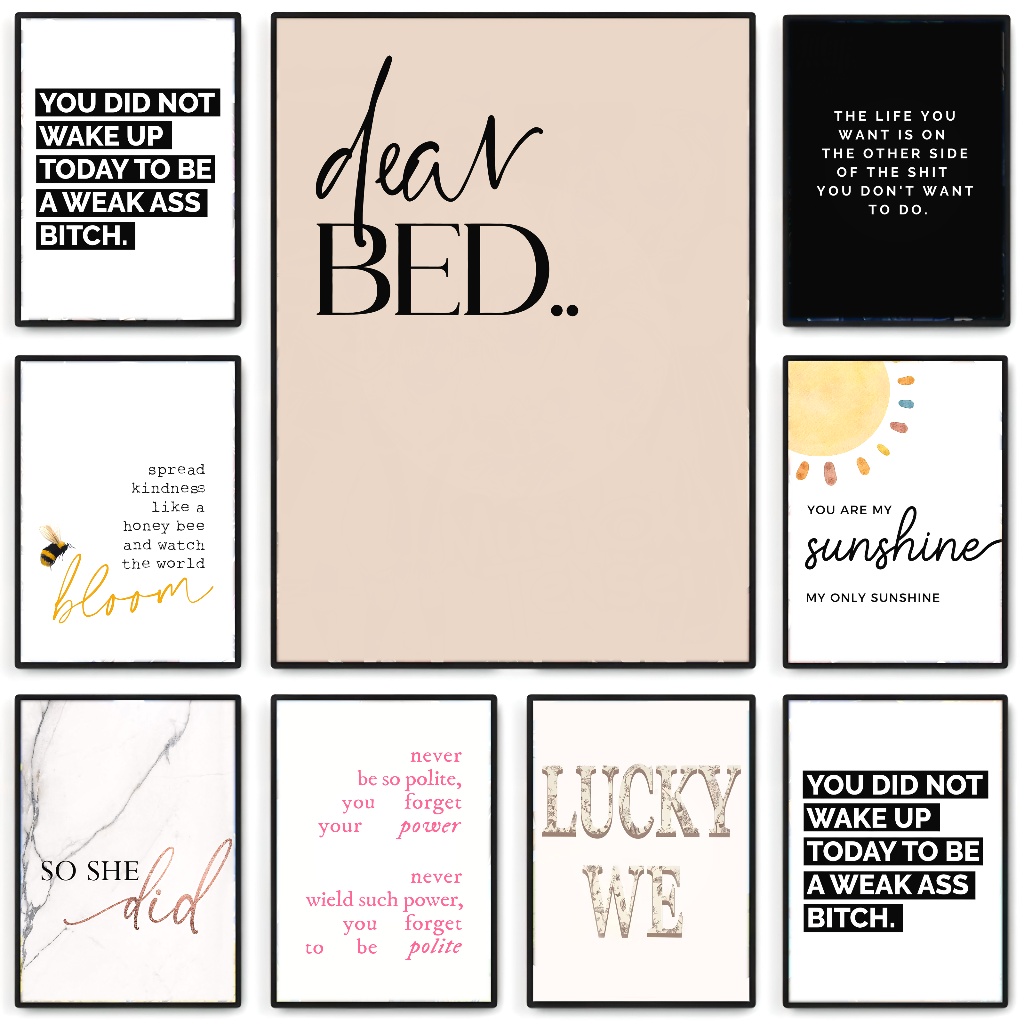 YOU DID NOT
WAKE UP
TODAY TO BE
A WEAK ASS
BITCH.
dear
BED..
THE LIFE YOU
WANT IS ON
THE OTHER SIDE
OF THE SHIT
YOU DON'T WANT
TO DO.
spread
kindness
like a
honey bee
and watch
the world
bloom
YOU ARE MY
sunshine
MY ONLY SUNSHINE
SO SHE
did
never
be so polite,
you forget
your power
never
wield such power,
you forget
to be polite
LUCKY
WE
YOU DID NOT
WAKE UP
TODAY TO BE
A WEAK ASS
BITCH.